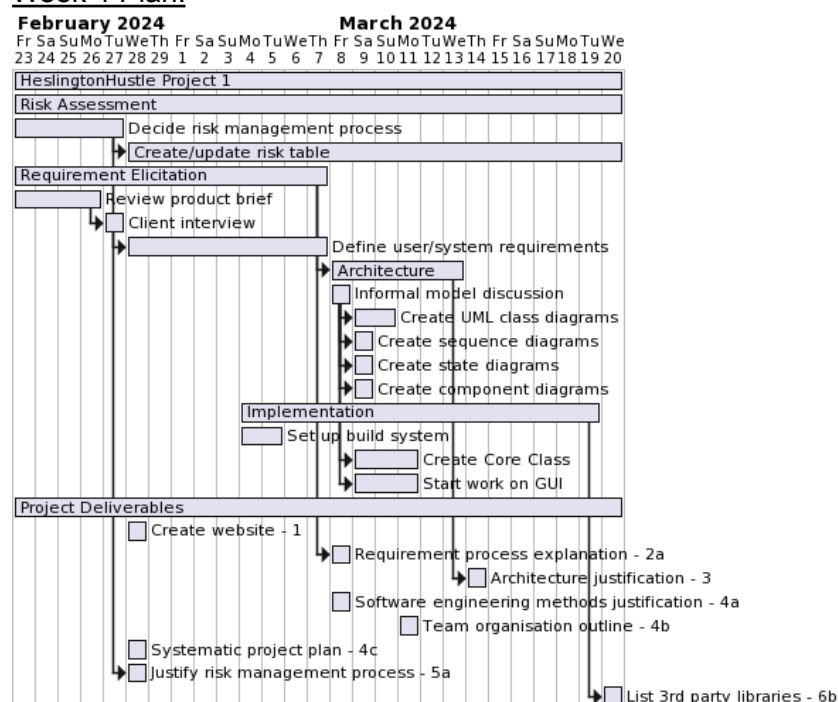 Week 4 Plan:
February 2024 March 2024
Fr Sa Su Mo Tu We Th Fr Sa Su Mo Tu We Th Fr Sa Su Mo Tu We Th Fr Sa Su Mo Tu We
23 24 25 26 27 28 29 1 2 3 4 5 6 7 8 9 10 11 12 13 14 15 16 17 18 19 20
HeslingtonHustle Project 1
Risk Assessment
Decide risk management process
Create/update risk table
Requirement Elicitation
Review product brief
Client interview
Define user/system requirements
Architecture
Informal model discussion
Create UML class diagrams
Create sequence diagrams
Create state diagrams
Create component diagrams
Implementation
Set up build system
Create Core Class
Start work on GUI
Project Deliverables
Create website - 1
Requirement process explanation - 2a
Architecture justification - 3
Software engineering methods justification - 4a
Team organisation outline - 4b
Systematic project plan - 4c
Justify risk management process - 5a
List 3rd party libraries - 6b